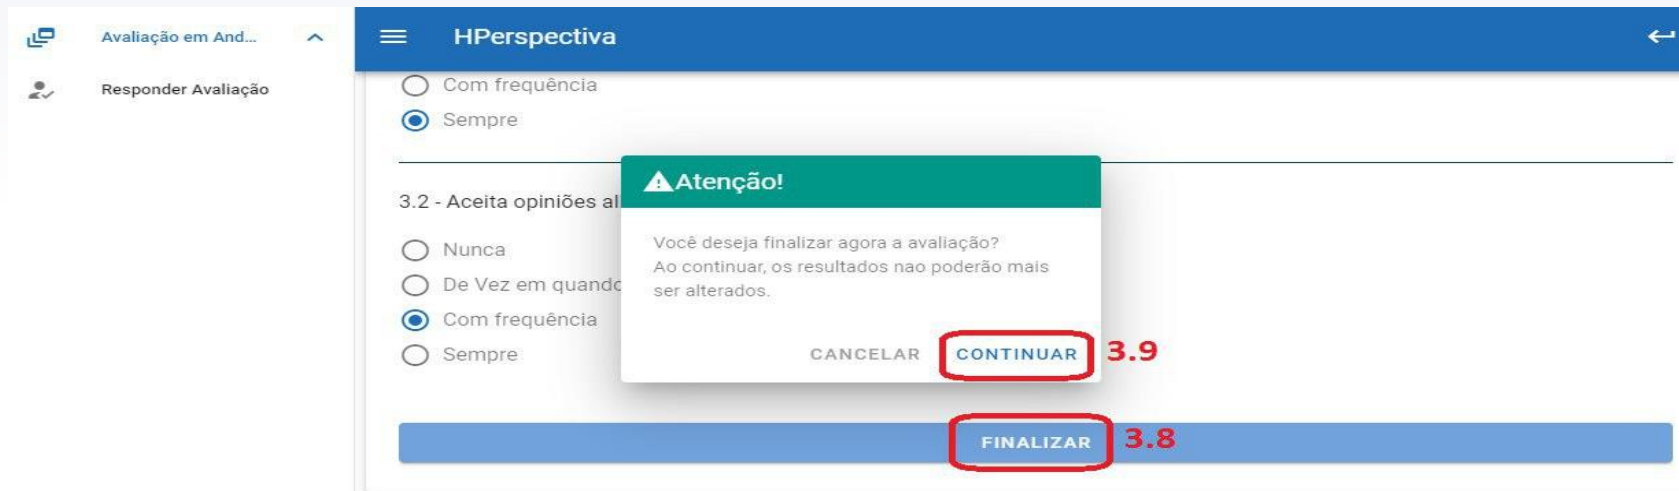 Avaliação em And...
HPerspectiva
Responder Avaliação
Com frequência
Sempre
Atenção!
3.2 - Aceita opiniões al
Você deseja finalizar agora a avaliação?
Ao continuar, os resultados nao poderão mais
ser alterados.
Nunca
De Vez em quando
Com frequência
Sempre
CANCELAR CONTINUAR 3.9
FINALIZAR 3.8